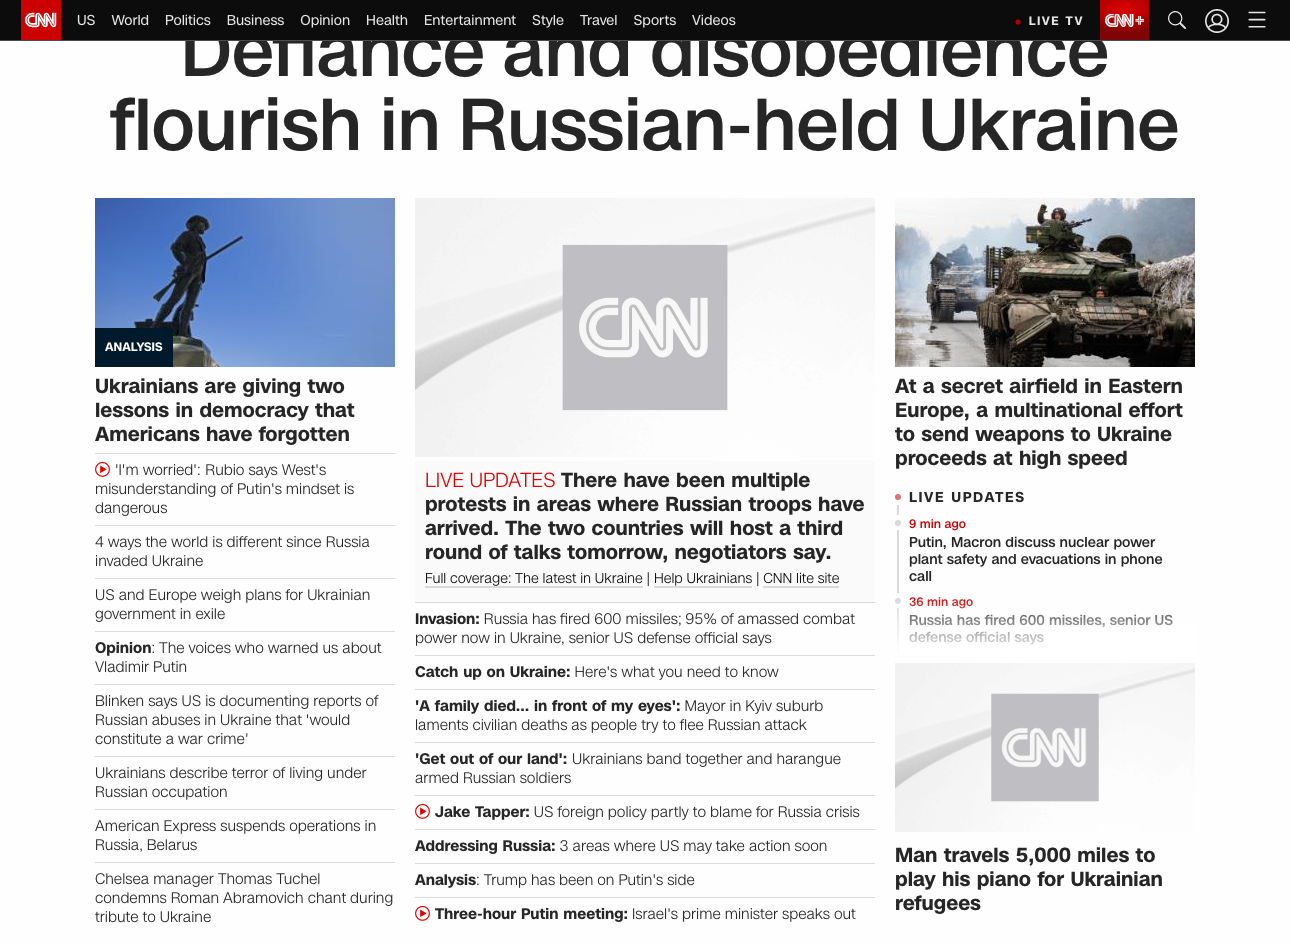 CNN US World Politics Business Opinion Health Entertainment Style Travel Sports Videos LIVE TV CNN+
Defiance and disobedience
flourish in Russian-held Ukraine
ANALYSIS
Ukrainians are giving two
lessons in democracy that
Americans have forgotten
'I'm worried': Rubio says West's
misunderstanding of Putin's mindset is
dangerous
4 ways the world is different since Russia
invaded Ukraine
US and Europe weigh plans for Ukrainian
government in exile
Opinion: The voices who warned us about
Vladimir Putin
Blinken says US is documenting reports of
Russian abuses in Ukraine that 'would
constitute a war crime'
Ukrainians describe terror of living under
Russian occupation
American Express suspends operations in
Russia, Belarus
Chelsea manager Thomas Tuchel
condemns Roman Abramovich chant during
tribute to Ukraine
CNN
LIVE UPDATES There have been multiple
protests in areas where Russian troops have
arrived. The two countries will host a third
round of talks tomorrow, negotiators say.
Full coverage: The latest in Ukraine | Help Ukrainians | CNN lite site
Invasion: Russia has fired 600 missiles; 95% of amassed combat
power now in Ukraine, senior US defense official says
Catch up on Ukraine: Here's what you need to know
'A family died... in front of my eyes': Mayor in Kyiv suburb
laments civilian deaths as people try to flee Russian attack
'Get out of our land': Ukrainians band together and harangue
armed Russian soldiers
Jake Tapper: US foreign policy partly to blame for Russia crisis
Addressing Russia: 3 areas where US may take action soon
Analysis: Trump has been on Putin's side
Three-hour Putin meeting: Israel's prime minister speaks out
At a secret airfield in Eastern
Europe, a multinational effort
to send weapons to Ukraine
proceeds at high speed
LIVE UPDATES
9 min ago
Putin, Macron discuss nuclear power
plant safety and evacuations in phone
call
36 min ago
Russia has fired 600 missiles, senior US
defense official says
CNN
Man travels 5,000 miles to
play his piano for Ukrainian
refugees